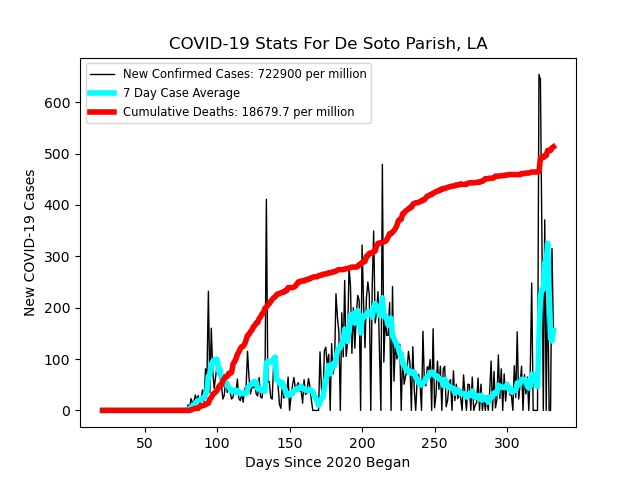 COVID-19 Stats For De Soto Parish, LA
New Confirmed Cases: 722900 per million
7 Day Case Average
Cumulative Deaths: 18679.7 per million
New COVID-19 Cases
600
500
400
300
200
100
0
50
100
150
200
250
300
Days Since 2020 Began